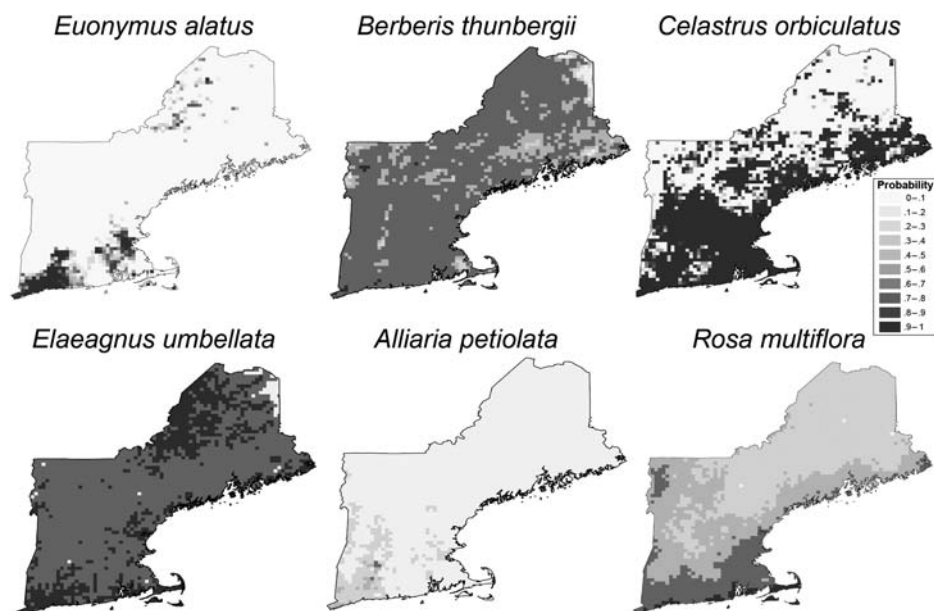 Euonymus alatus
Berberis thunbergii
Celastrus orbiculatus
Probability
0–.1
.1–.2
.2–.3
.3–.4
.4–.5
.5–.6
.6–.7
.7–.8
.8–.9
.9–1
Elaeagnus umbellata
Alliaria petiolata
Rosa multiflora